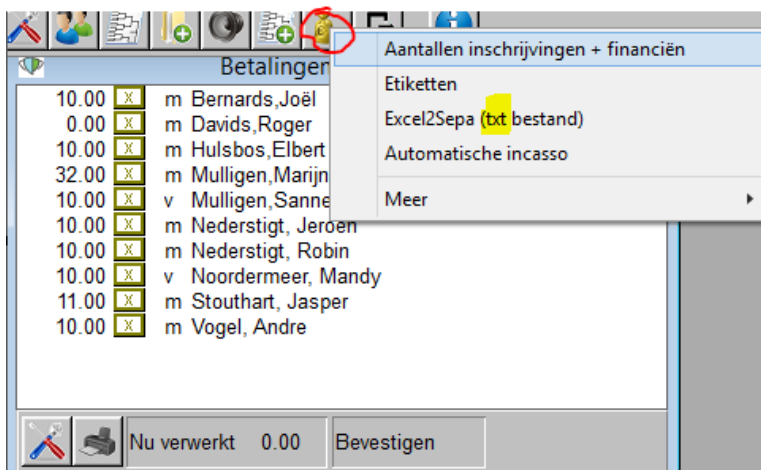 Betalingen
Aantallen inschrijvingen + financiën
Etiketten
Excel2Sepa (txt bestand)
Automatische incasso
Meer
10.00 X m Bernards,Joël
0.00 X m Davids,Roger
10.00 X m Hulsbos,Elbert
32.00 X m Mulligen,Marijn
10.00 X v Mulligen,Sanne
10.00 X m Nederstigt, Jeroen
10.00 X m Nederstigt, Robin
10.00 X v Noordermeer, Mandy
11.00 X m Stouthart, Jasper
10.00 X m Vogel, Andre
Nu verwerkt 0.00 Bevestigen